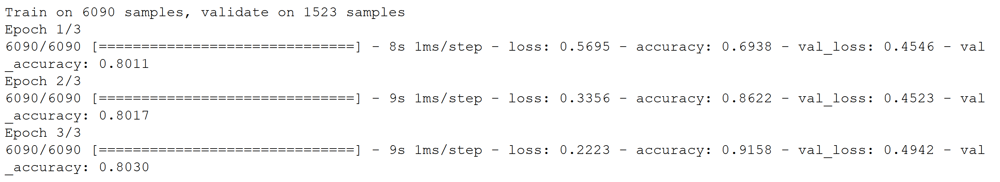 Train on 6090 samples, validate on 1523 samples
Epoch 1/3
6090/6090 [==============================] - 8s 1ms/step - loss: 0.5695 - accuracy: 0.6938 - val_loss: 0.4546 - val
_accuracy: 0.8011
Epoch 2/3
6090/6090 [==============================] - 9s 1ms/step - loss: 0.3356 - accuracy: 0.8622 - val_loss: 0.4523 - val
_accuracy: 0.8017
Epoch 3/3
6090/6090 [==============================] - 9s 1ms/step - loss: 0.2223 - accuracy: 0.9158 - val_loss: 0.4942 - val
_accuracy: 0.8030